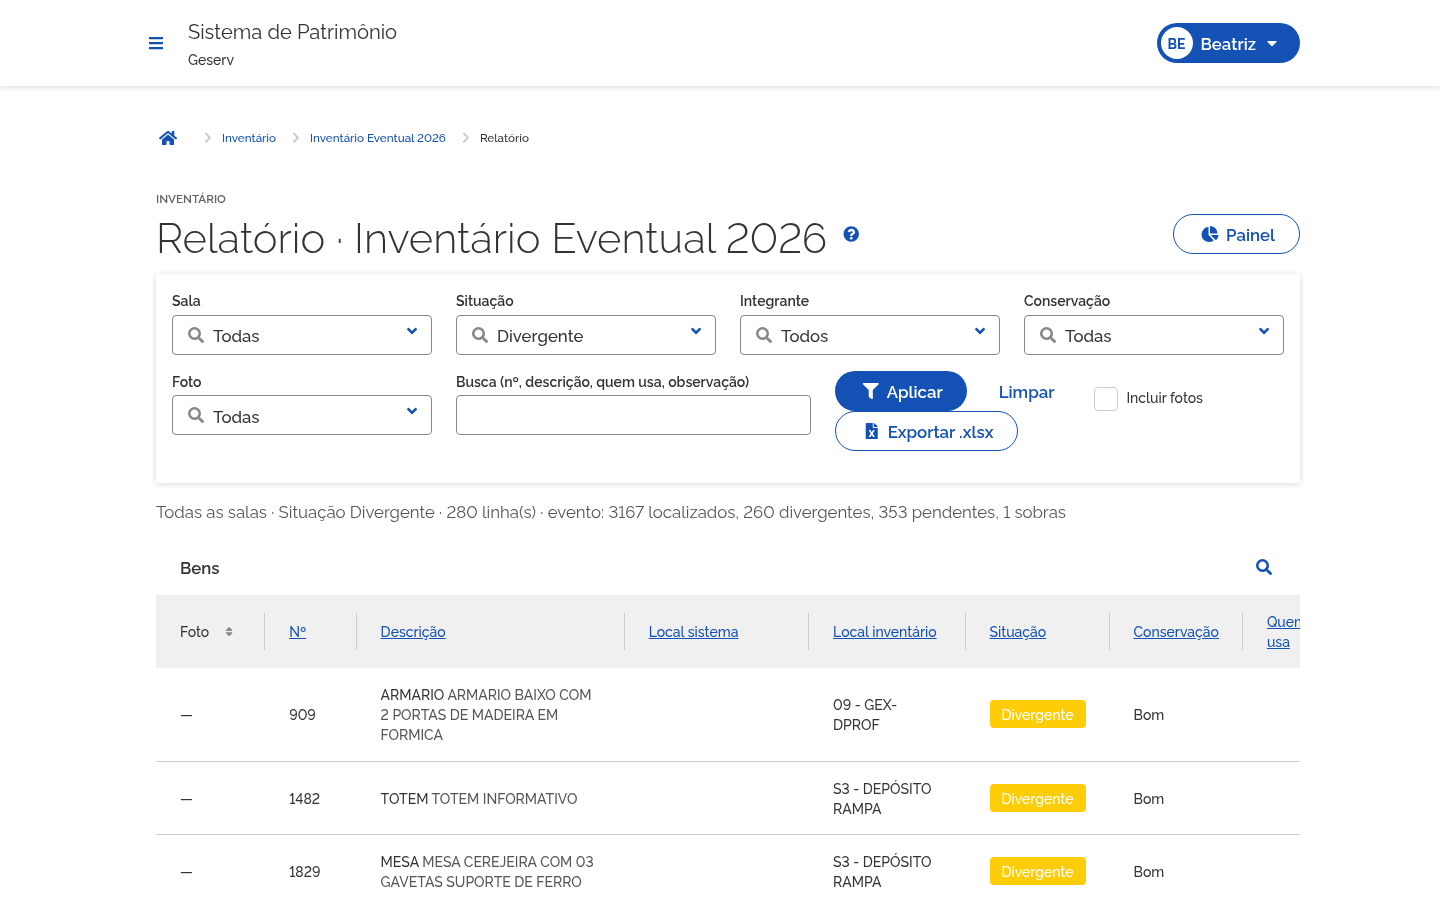 Sistema de Patrimônio
Geserv
BE Beatriz
Inventário
Inventário Eventual 2026
Relatório
INVENTÁRIO
Relatório · Inventário Eventual 2026
Painel
Sala
Situação
Integrante
Conservação
Todas
Divergente
Todos
Todas
Foto
Busca (nº, descrição, quem usa, observação)
Todas
Aplicar
Limpar
Incluir fotos
Exportar .xlsx
Todas as salas · Situação Divergente · 280 linha(s) · evento: 3167 localizados, 260 divergentes, 353 pendentes, 1 sobras
Bens
Foto
Nº
Descrição
Local sistema
Local inventário
Situação
Conservação
usa
—
909
ARMARIO ARMARIO BAIXO COM
2 PORTAS DE MADEIRA EM
FORMICA
09 - GEX-
DPROF
Divergente
Bom
—
1482
TOTEM TOTEM INFORMATIVO
S3 - DEPÓSITO
RAMPA
Divergente
Bom
—
1829
MESA MESA CEREJEIRA COM 03
GAVETAS SUPORTE DE FERRO
S3 - DEPÓSITO
RAMPA
Divergente
Bom